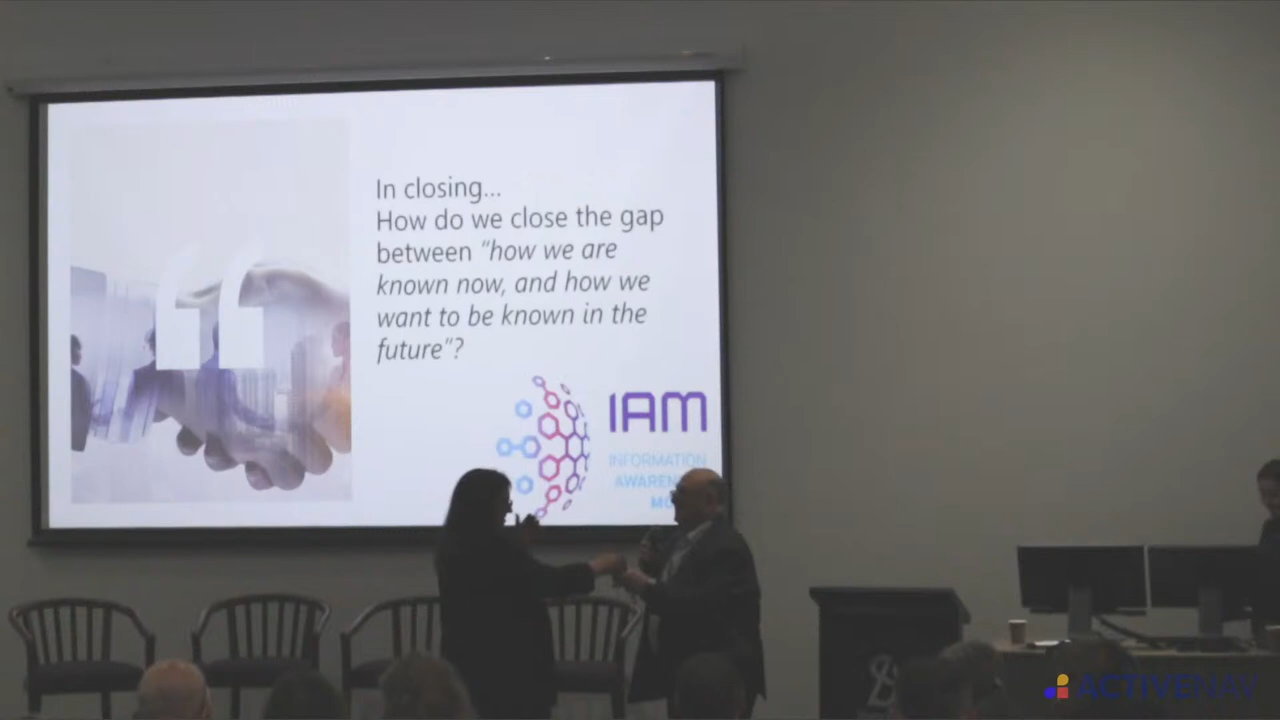 In closing...
How do we close the gap
between "how we are
known now, and how we
want to be known in the
future"?
IAM
INFORMATION
ACTIVENAV